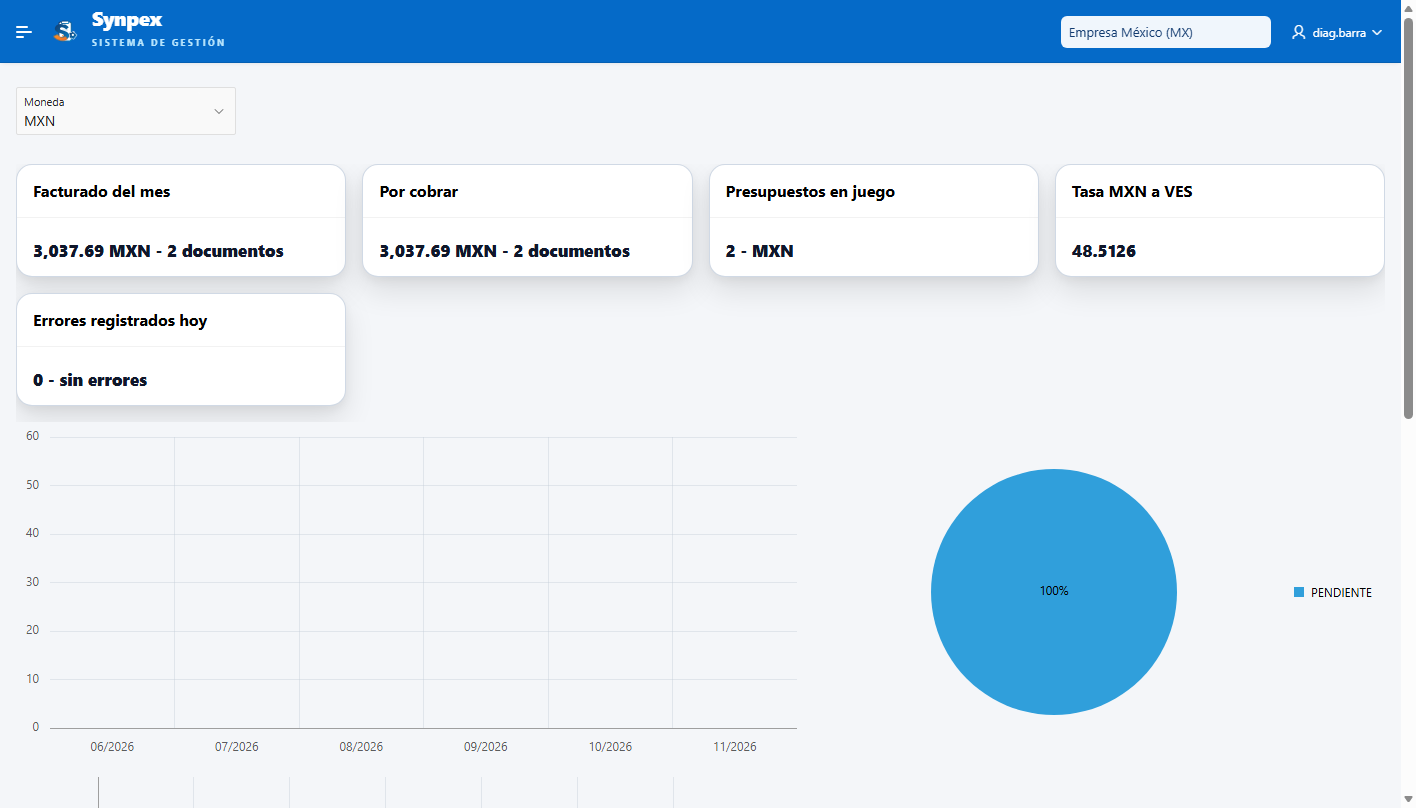 Synpex
SISTEMA DE GESTIÓN
Empresa México (MX)
diag.barra
Moneda
MXN
Facturado del mes
3,037.69 MXN - 2 documentos
Por cobrar
3,037.69 MXN - 2 documentos
Presupuestos en juego
2 - MXN
Tasa MXN a VES
48.5126
Errores registrados hoy
0 - sin errores
60
50
40
30
20
10
0
06/2026
07/2026
08/2026
09/2026
10/2026
11/2026
100%
PENDIENTE